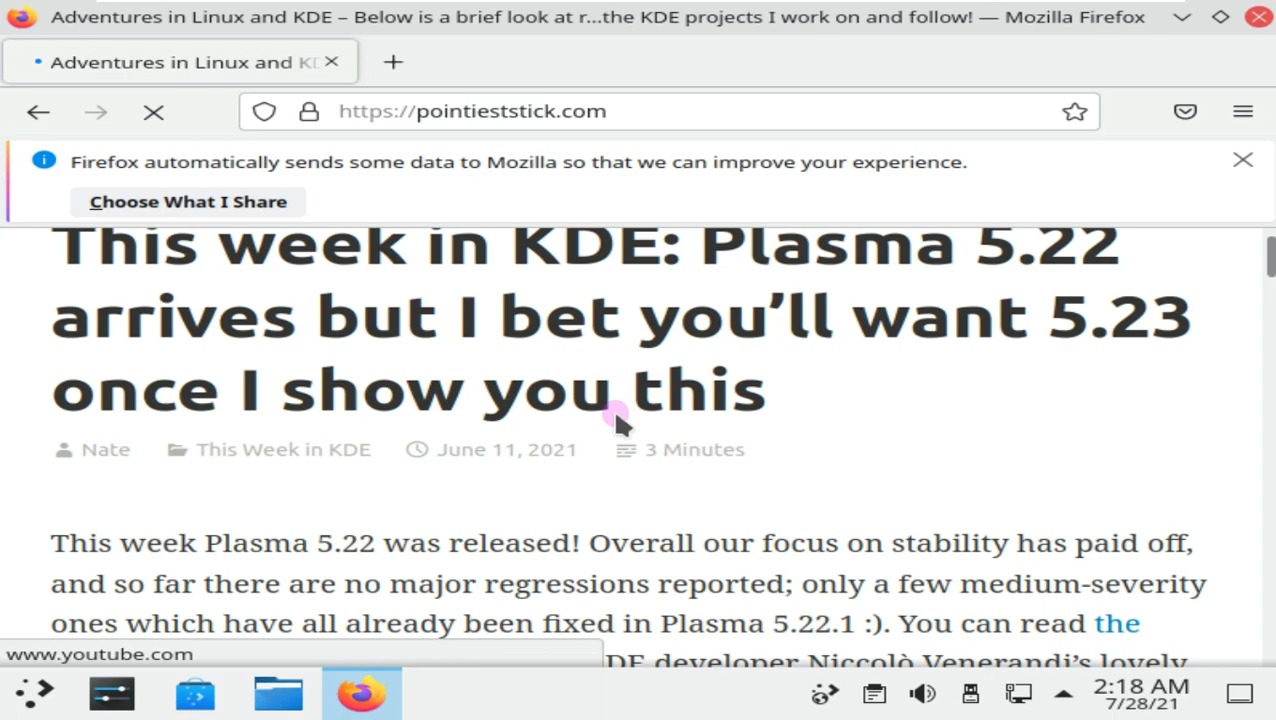 Adventures in Linux and KDE – Below is a brief look at r...the KDE projects I work on and follow! — Mozilla Firefox
Adventures in Linux and KD
https://pointieststick.com
Firefox automatically sends some data to Mozilla so that we can improve your experience.
Choose What I Share
This week in KDE: Plasma 5.22
arrives but I bet you’ll want 5.23
once I show you this
Nate This Week in KDE June 11, 2021 3 Minutes
This week Plasma 5.22 was released! Overall our focus on stability has paid off,
and so far there are no major regressions reported; only a few medium-severity
ones which have all already been fixed in Plasma 5.22.1 :). You can read the
www.youtube.com
DE developer Niccolò Venerandi’s lovely
2:18 AM
7/28/21